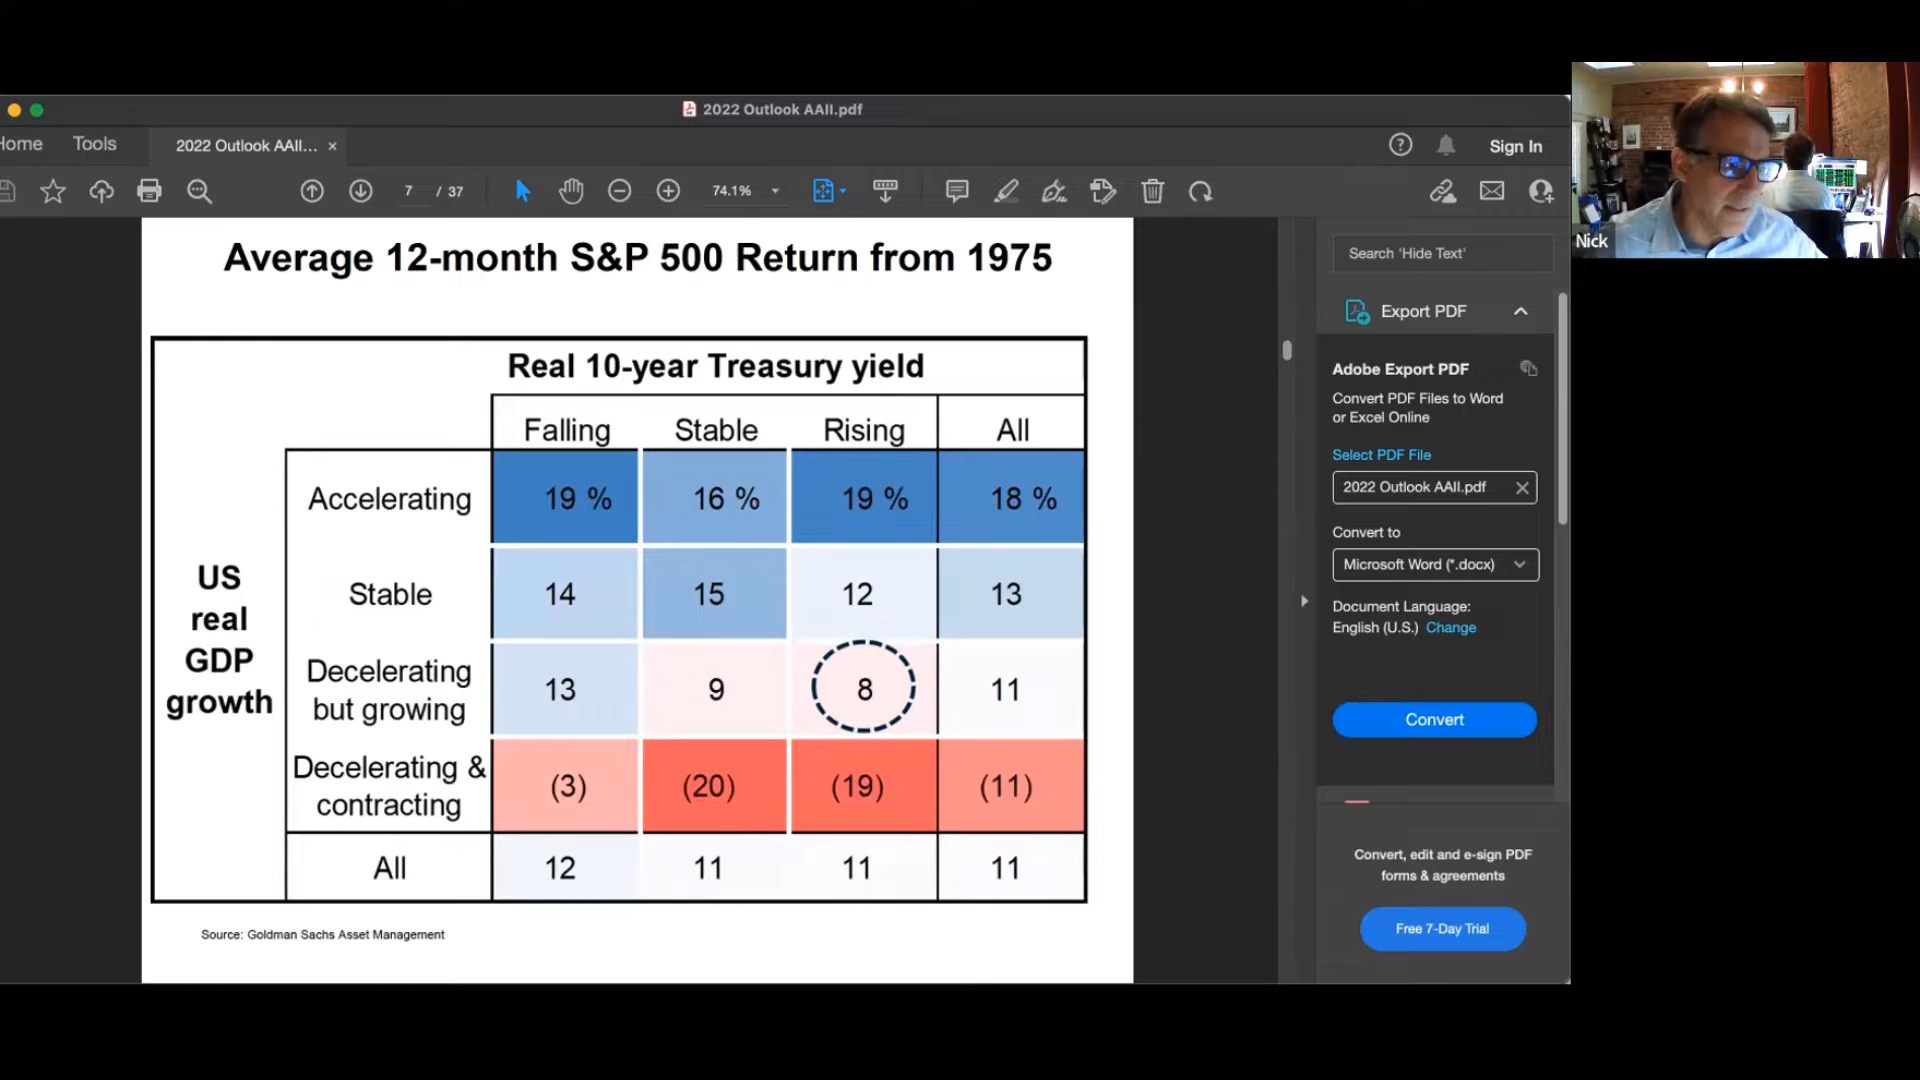 2022 Outlook AAII.pdf
Home Tools 2022 Outlook AAII... × Sign In
7 / 37 74.1%
Average 12-month S&P 500 Return from 1975
Real 10-year Treasury yield
Falling Stable Rising All
Accelerating 19 % 16 % 19 % 18 %
Stable 14 15 12 13
US
real
GDP
growth
Decelerating
but growing 13 9 8 11
Decelerating &
contracting (3) (20) (19) (11)
All 12 11 11 11
Source: Goldman Sachs Asset Management
Search 'Hide Text'
Export PDF
Adobe Export PDF
Convert PDF Files to Word
or Excel Online
Select PDF File
2022 Outlook AAII.pdf
Convert to
Microsoft Word (*.docx)
Document Language:
English (U.S.) Change
Convert
Convert, edit and e-sign PDF
forms & agreements
Free 7-Day Trial
Nick